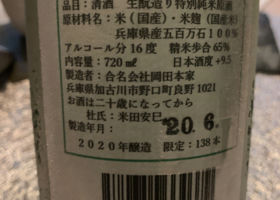 品目：清酒 生酛造り特別純米原酒
原材料名：米(国産)・米麹(国産米)
兵庫県産五百万石100%
アルコール分16度 精米歩合65%
内容量：720ml 日本酒度+9.5
製造者：合名会社岡田本家
兵庫県加古川市野口町良野1021
お酒は二十歳になってから
杜氏：米田安巳
製造年月： 20.6.
2020年醸造 限定：138本